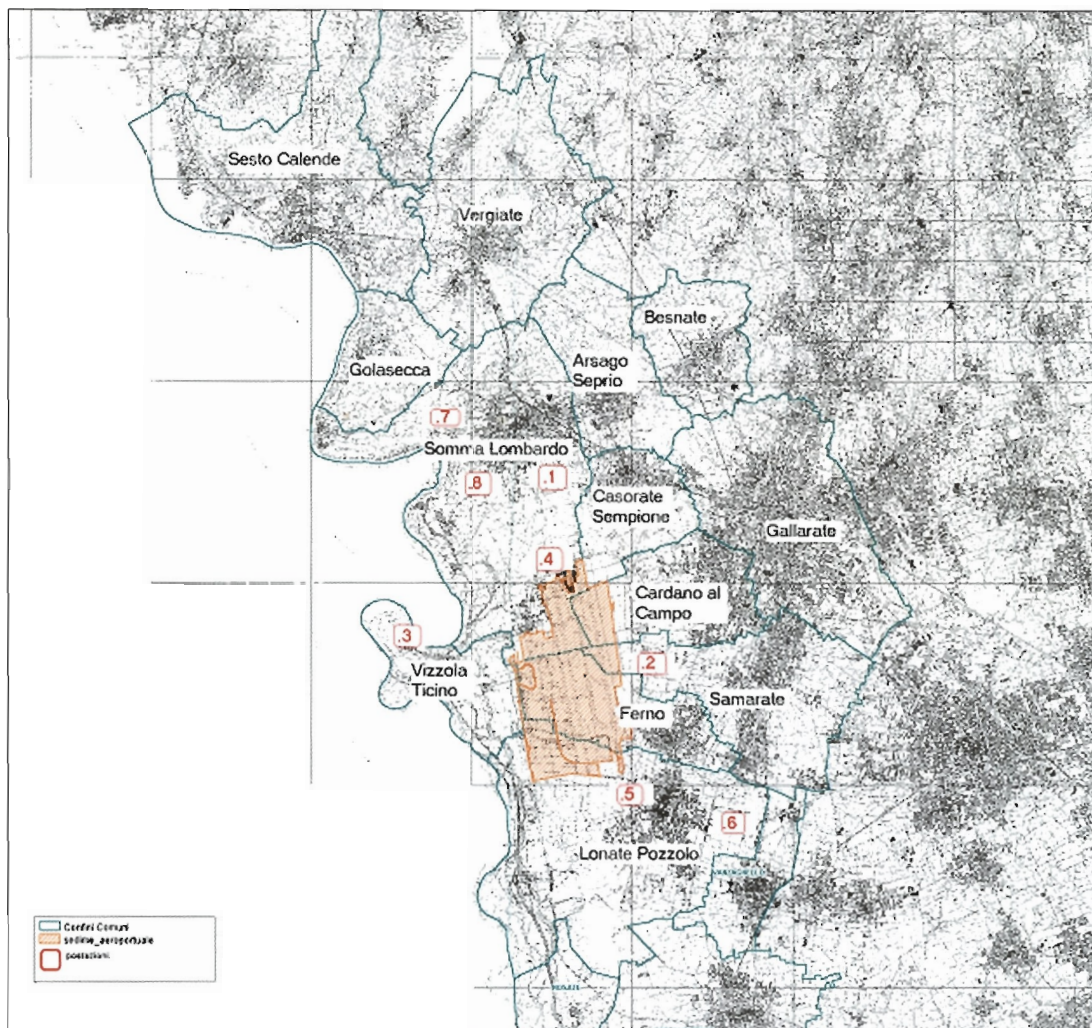 Sesto Calende
Vergiate
Besnate
Golasecca
Arsago
Seprio
.7
Somma Lombardo
.8
.1
Casorate
Sempione
Gallarate
.4
Cardano al
Campo
.3
.2
Vizzola
Ticino
Samarate
Ferno
.5
.6
Lonate Pozzolo
Confini Comuni
sedime_aeroportuale
postazioni